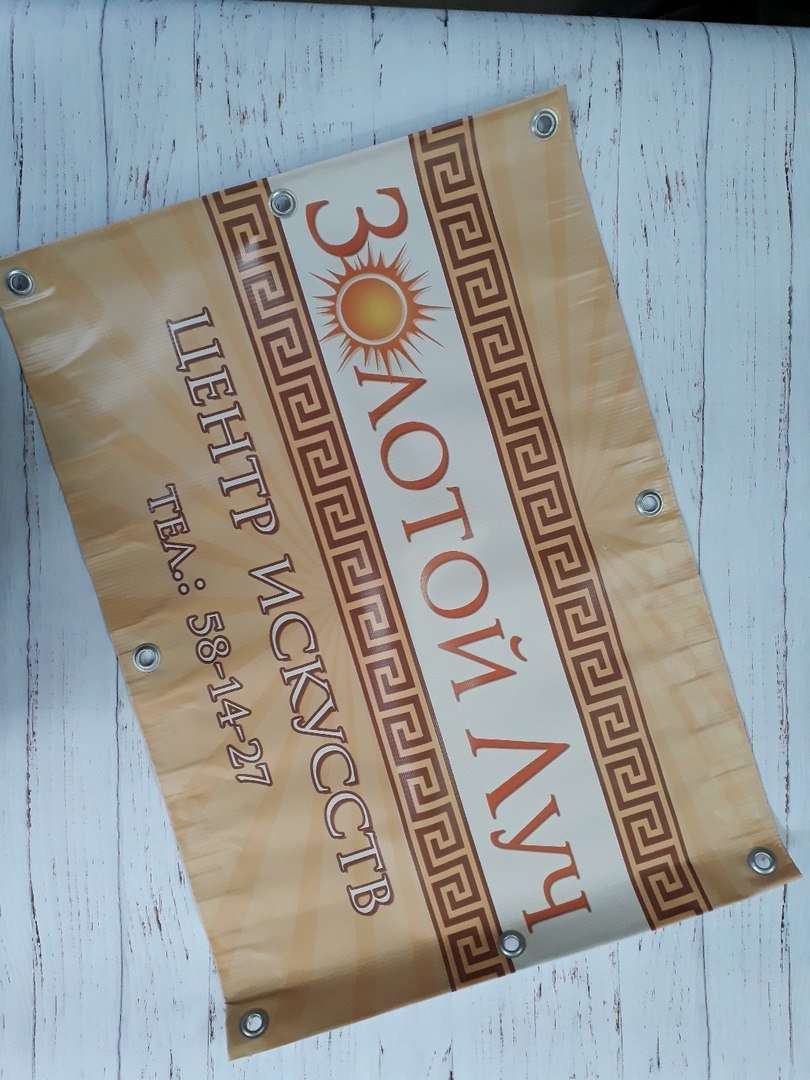 Золотой Луч
ЦЕНТР ИСКУССТВ
ТЕЛ.: 58-14-27